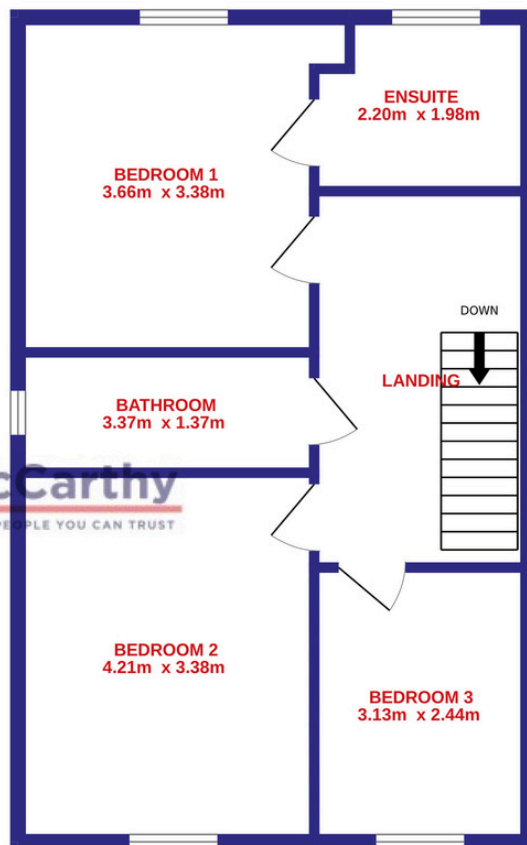 ENSUITE
2.20m x 1.98m
BEDROOM 1
3.66m x 3.38m
DOWN
LANDING
BATHROOM
3.37m x 1.37m
cCarthy
PEOPLE YOU CAN TRUST
BEDROOM 2
4.21m x 3.38m
BEDROOM 3
3.13m x 2.44m